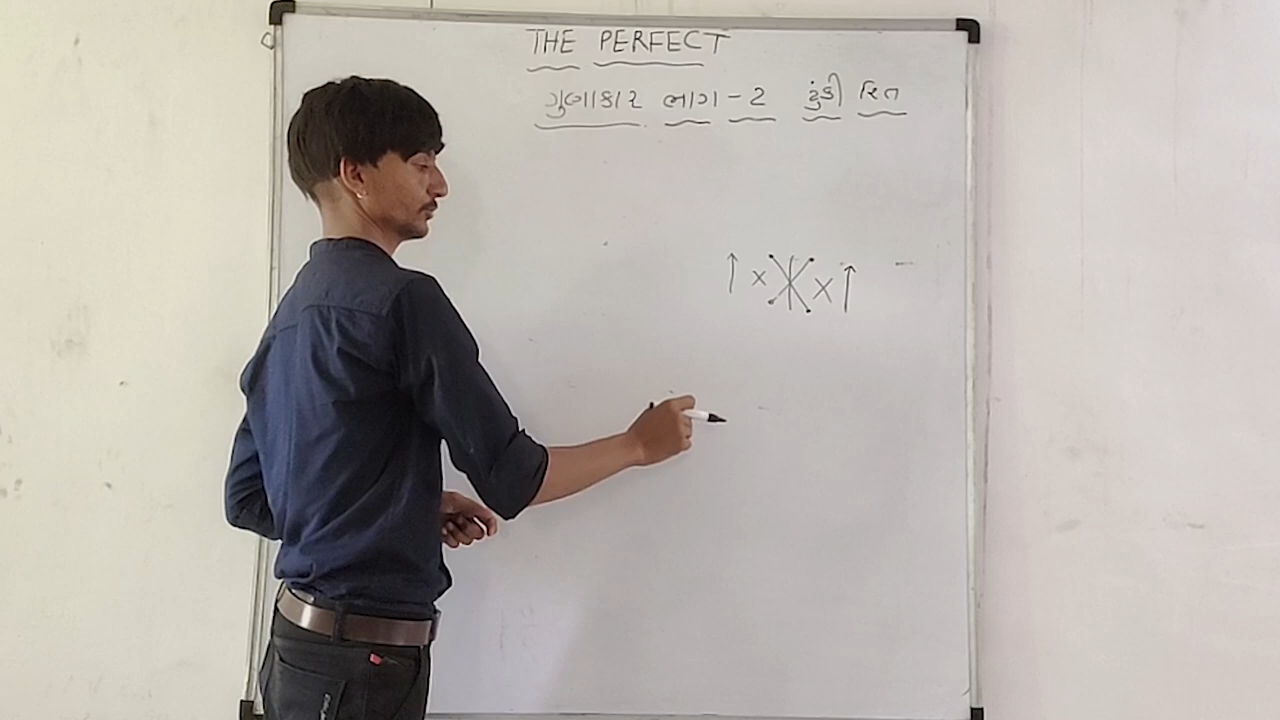 THE PERFECT
ગુણાકાર ભાગ - 2 ટુંકી રિત
↑ × ×| × ↑